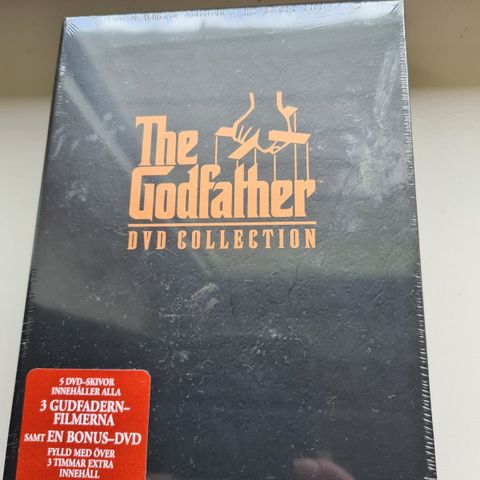 The
Godfather™
DVD COLLECTION
5 DVD-SKIVOR
INNEHÅLLER ALLA
3 GUDFADERN-
FILMERNA
SAMT EN BONUS-DVD
FYLLD MED ÖVER
3 TIMMAR EXTRA
INNEHÅLL